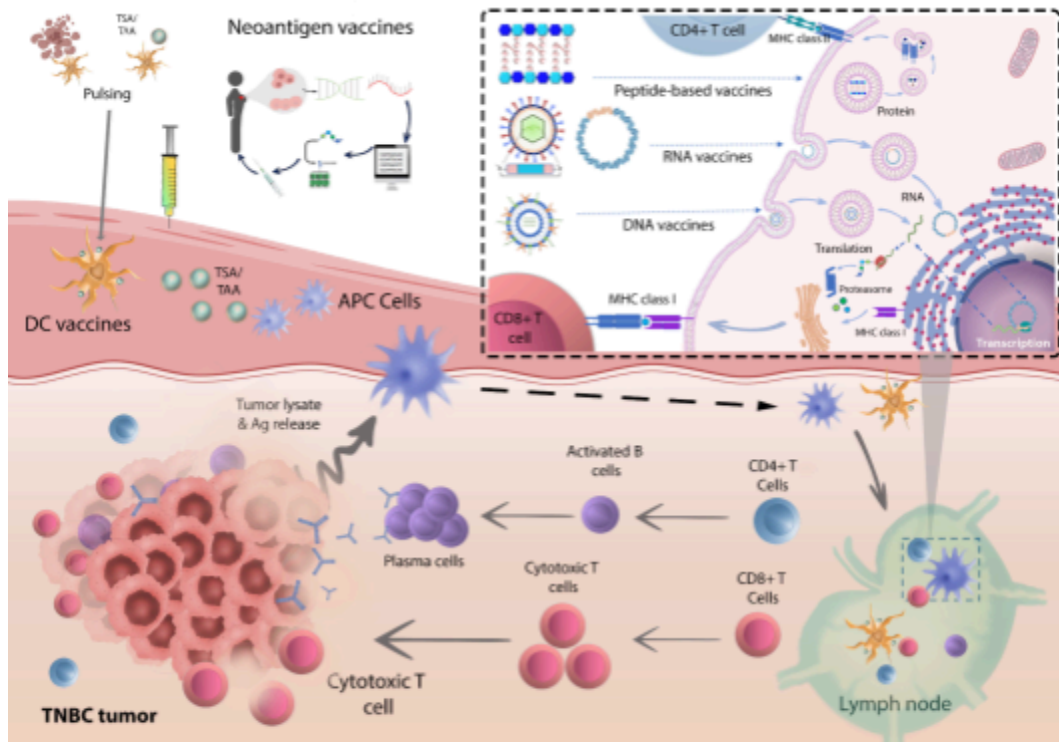 TSA/
TAA
Pulsing
Neoantigen vaccines
CD4+ T cell
MHC class II
Peptide-based vaccines
Protein
RNA vaccines
RNA
DNA vaccines
Translation
Proteasome
MHC class I
MHC class I
CD8+ T
cell
Transcription
TSA/
TAA
APC Cells
DC vaccines
Tumor lysate
& Ag release
Activated B
cells
CD4+ T
Cells
Plasma cells
Cytotoxic T
cells
CD8+ T
Cells
Cytotoxic T
cell
TNBC tumor
Lymph node